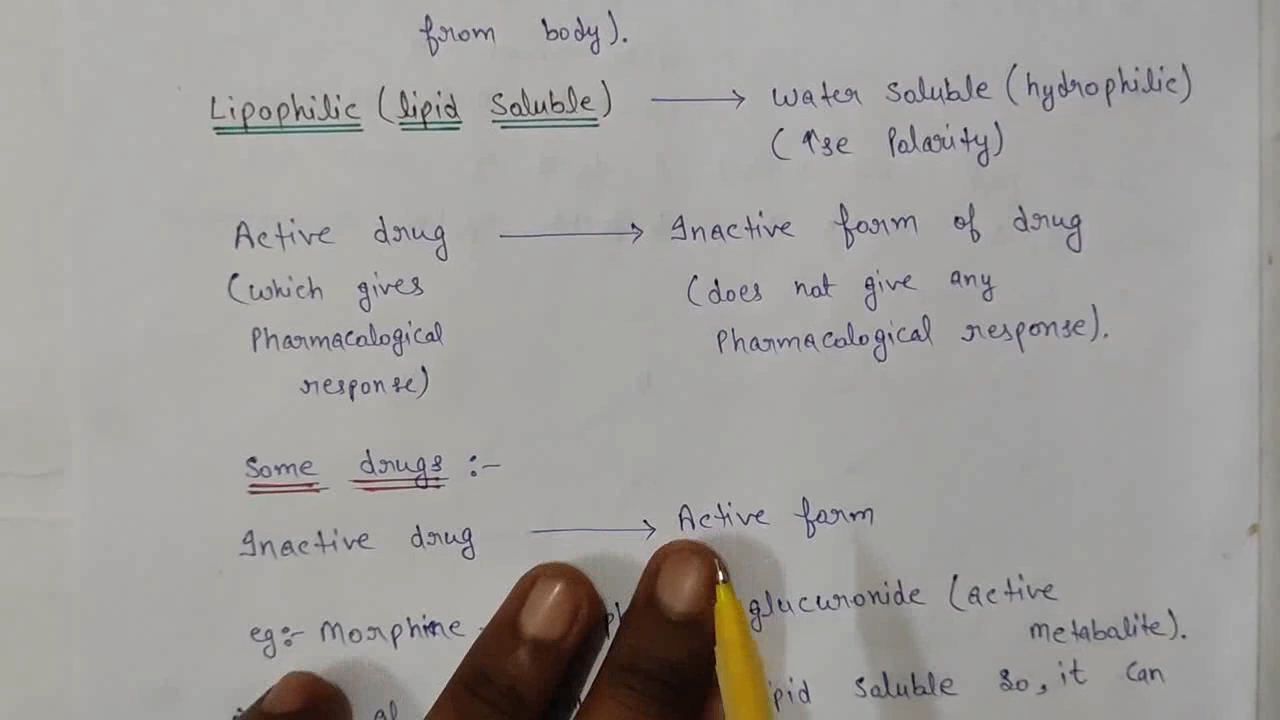 from body).
Lipophilic (lipid soluble) → water soluble (hydrophilic)
(↑se Polarity)
Active drug → Inactive form of drug
(which gives (does not give any
Pharmacological Pharmacological response).
response)
Some drugs :-
Inactive drug → Active form
eg:- Morphine glucuronide (active
metabalite).
soluble so, it can